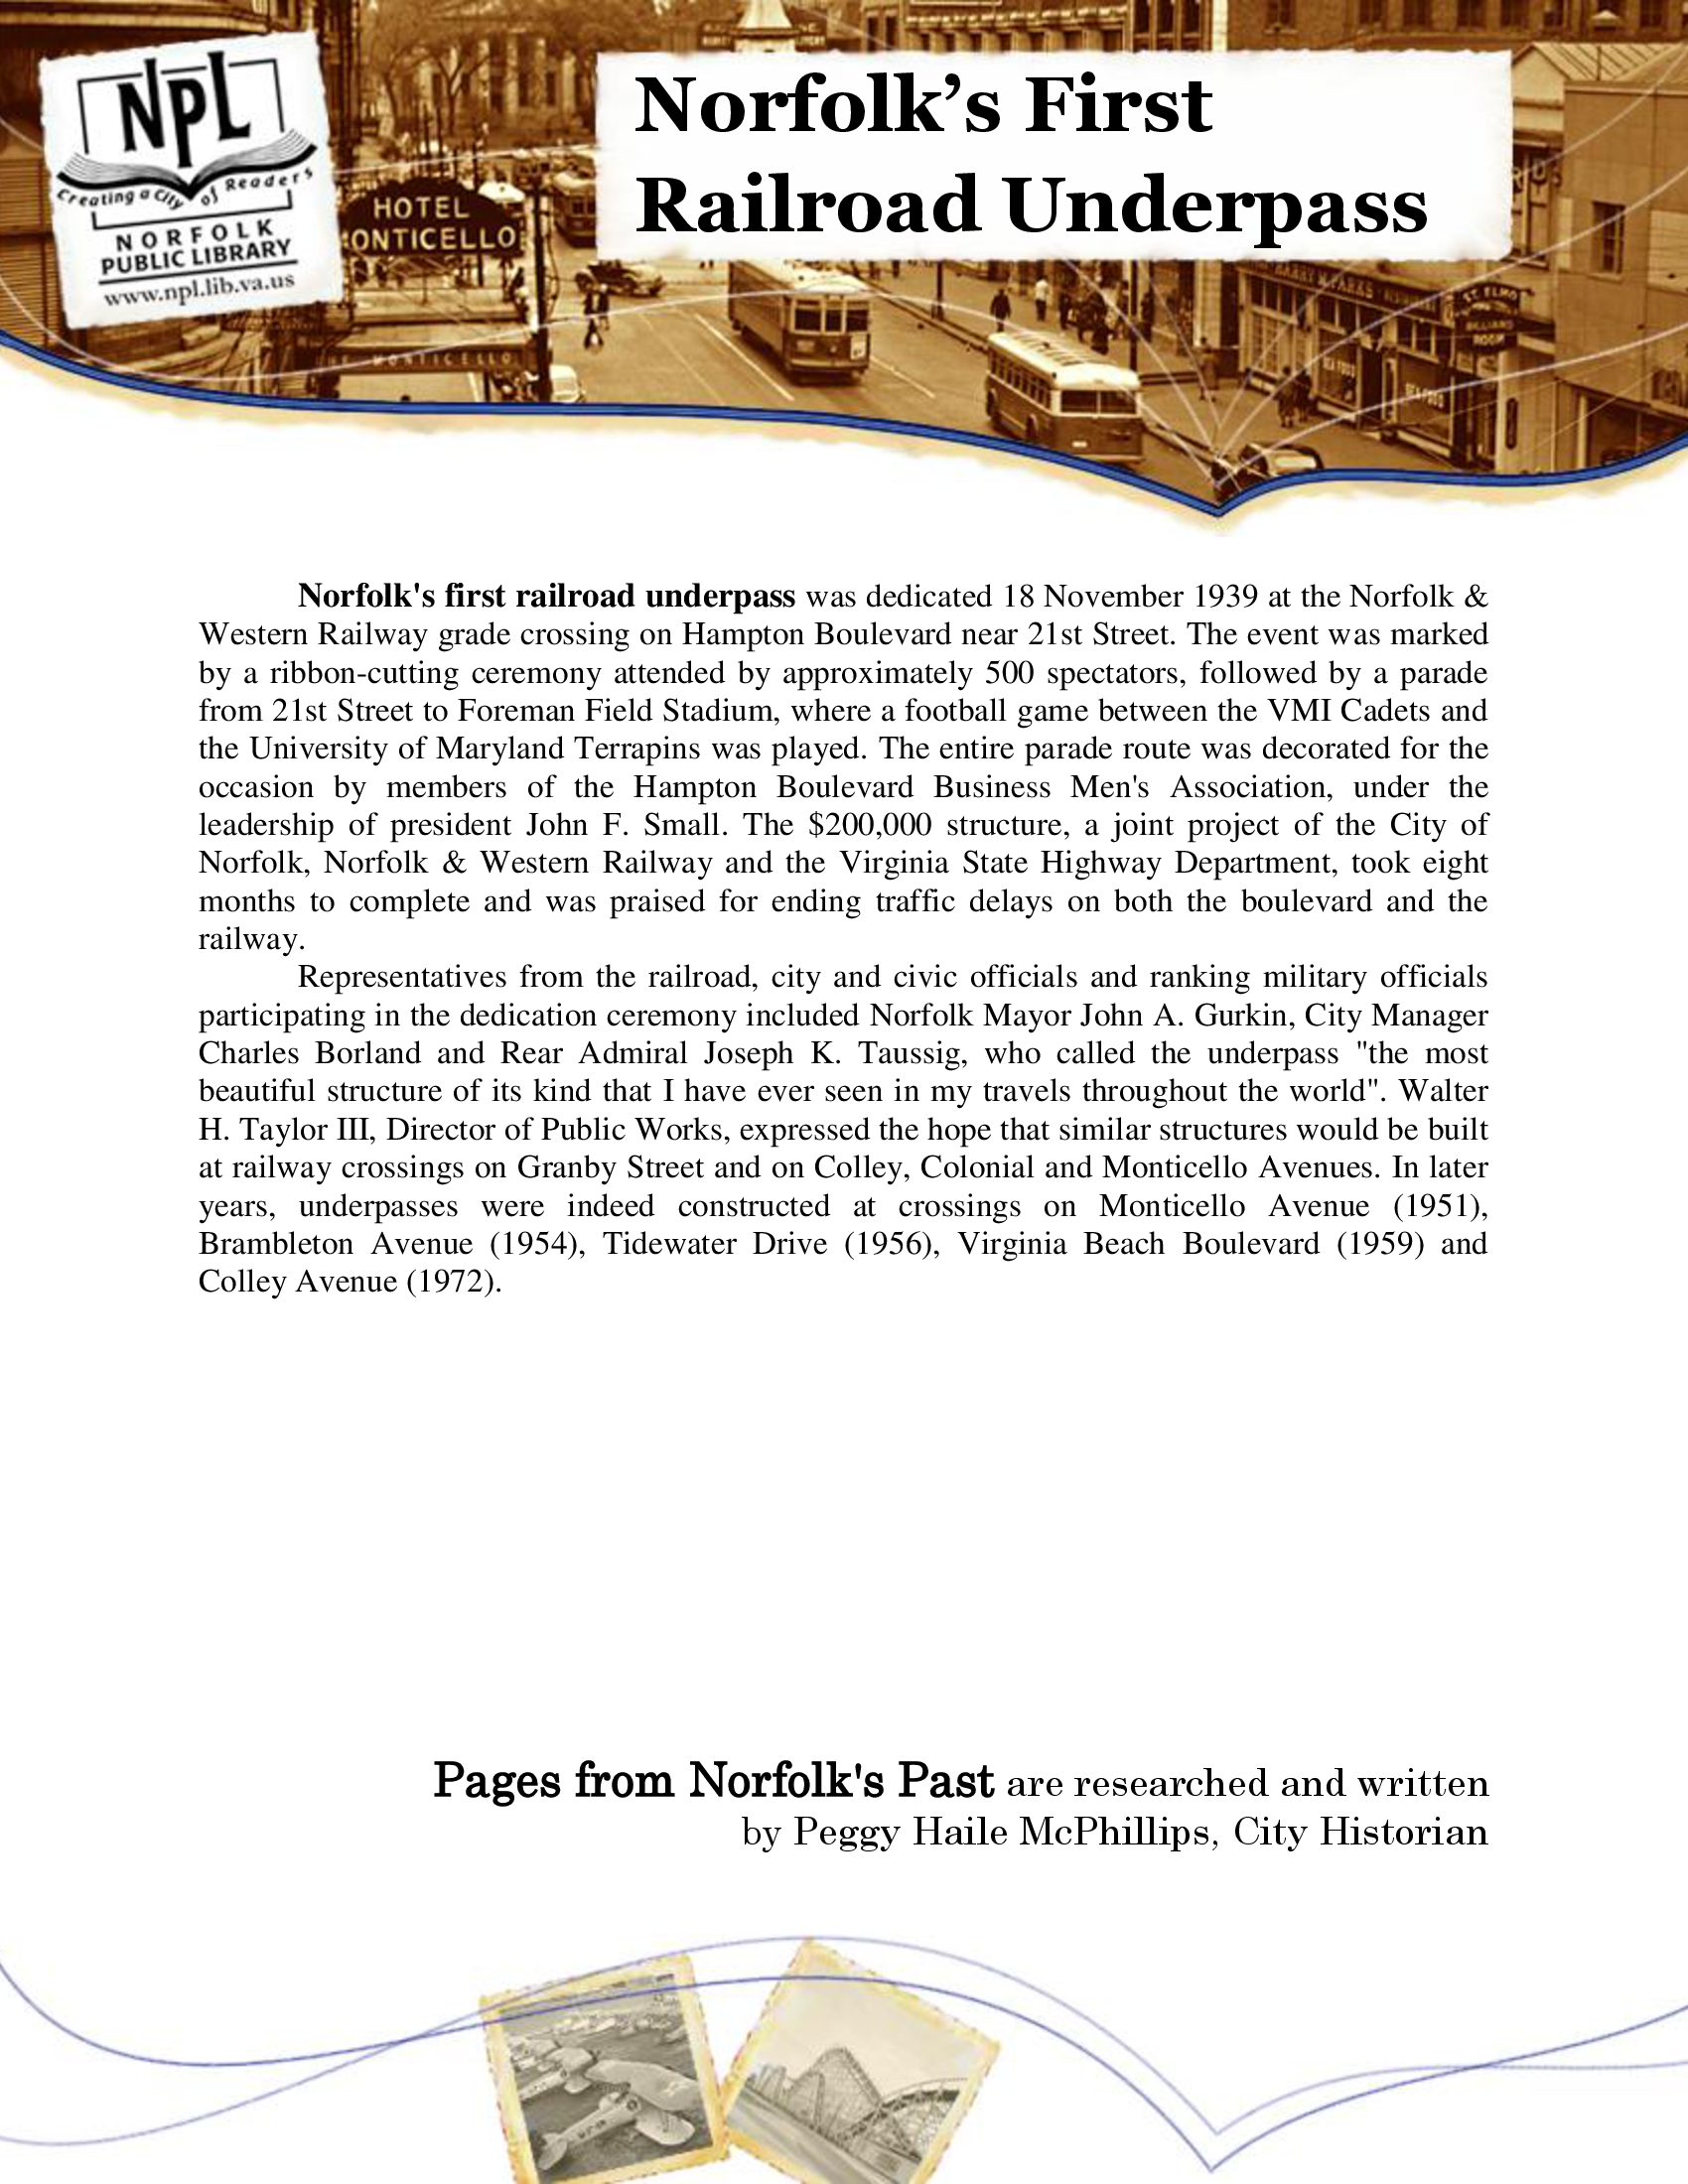 NPL
Creating a City of Readers
NORFOLK
PUBLIC LIBRARY
www.npl.lib.va.us
Norfolk’s First
Railroad Underpass
HOTEL
ONTICELLO
MONTICELLO
ST. ELMO
BILLIARD
ROOM
SEA FOOD
Norfolk's first railroad underpass was dedicated 18 November 1939 at the Norfolk &
Western Railway grade crossing on Hampton Boulevard near 21st Street. The event was marked
by a ribbon-cutting ceremony attended by approximately 500 spectators, followed by a parade
from 21st Street to Foreman Field Stadium, where a football game between the VMI Cadets and
the University of Maryland Terrapins was played. The entire parade route was decorated for the
occasion by members of the Hampton Boulevard Business Men's Association, under the
leadership of president John F. Small. The $200,000 structure, a joint project of the City of
Norfolk, Norfolk & Western Railway and the Virginia State Highway Department, took eight
months to complete and was praised for ending traffic delays on both the boulevard and the
railway.
Representatives from the railroad, city and civic officials and ranking military officials
participating in the dedication ceremony included Norfolk Mayor John A. Gurkin, City Manager
Charles Borland and Rear Admiral Joseph K. Taussig, who called the underpass "the most
beautiful structure of its kind that I have ever seen in my travels throughout the world". Walter
H. Taylor III, Director of Public Works, expressed the hope that similar structures would be built
at railway crossings on Granby Street and on Colley, Colonial and Monticello Avenues. In later
years, underpasses were indeed constructed at crossings on Monticello Avenue (1951),
Brambleton Avenue (1954), Tidewater Drive (1956), Virginia Beach Boulevard (1959) and
Colley Avenue (1972).
Pages from Norfolk's Past are researched and written
by Peggy Haile McPhillips, City Historian